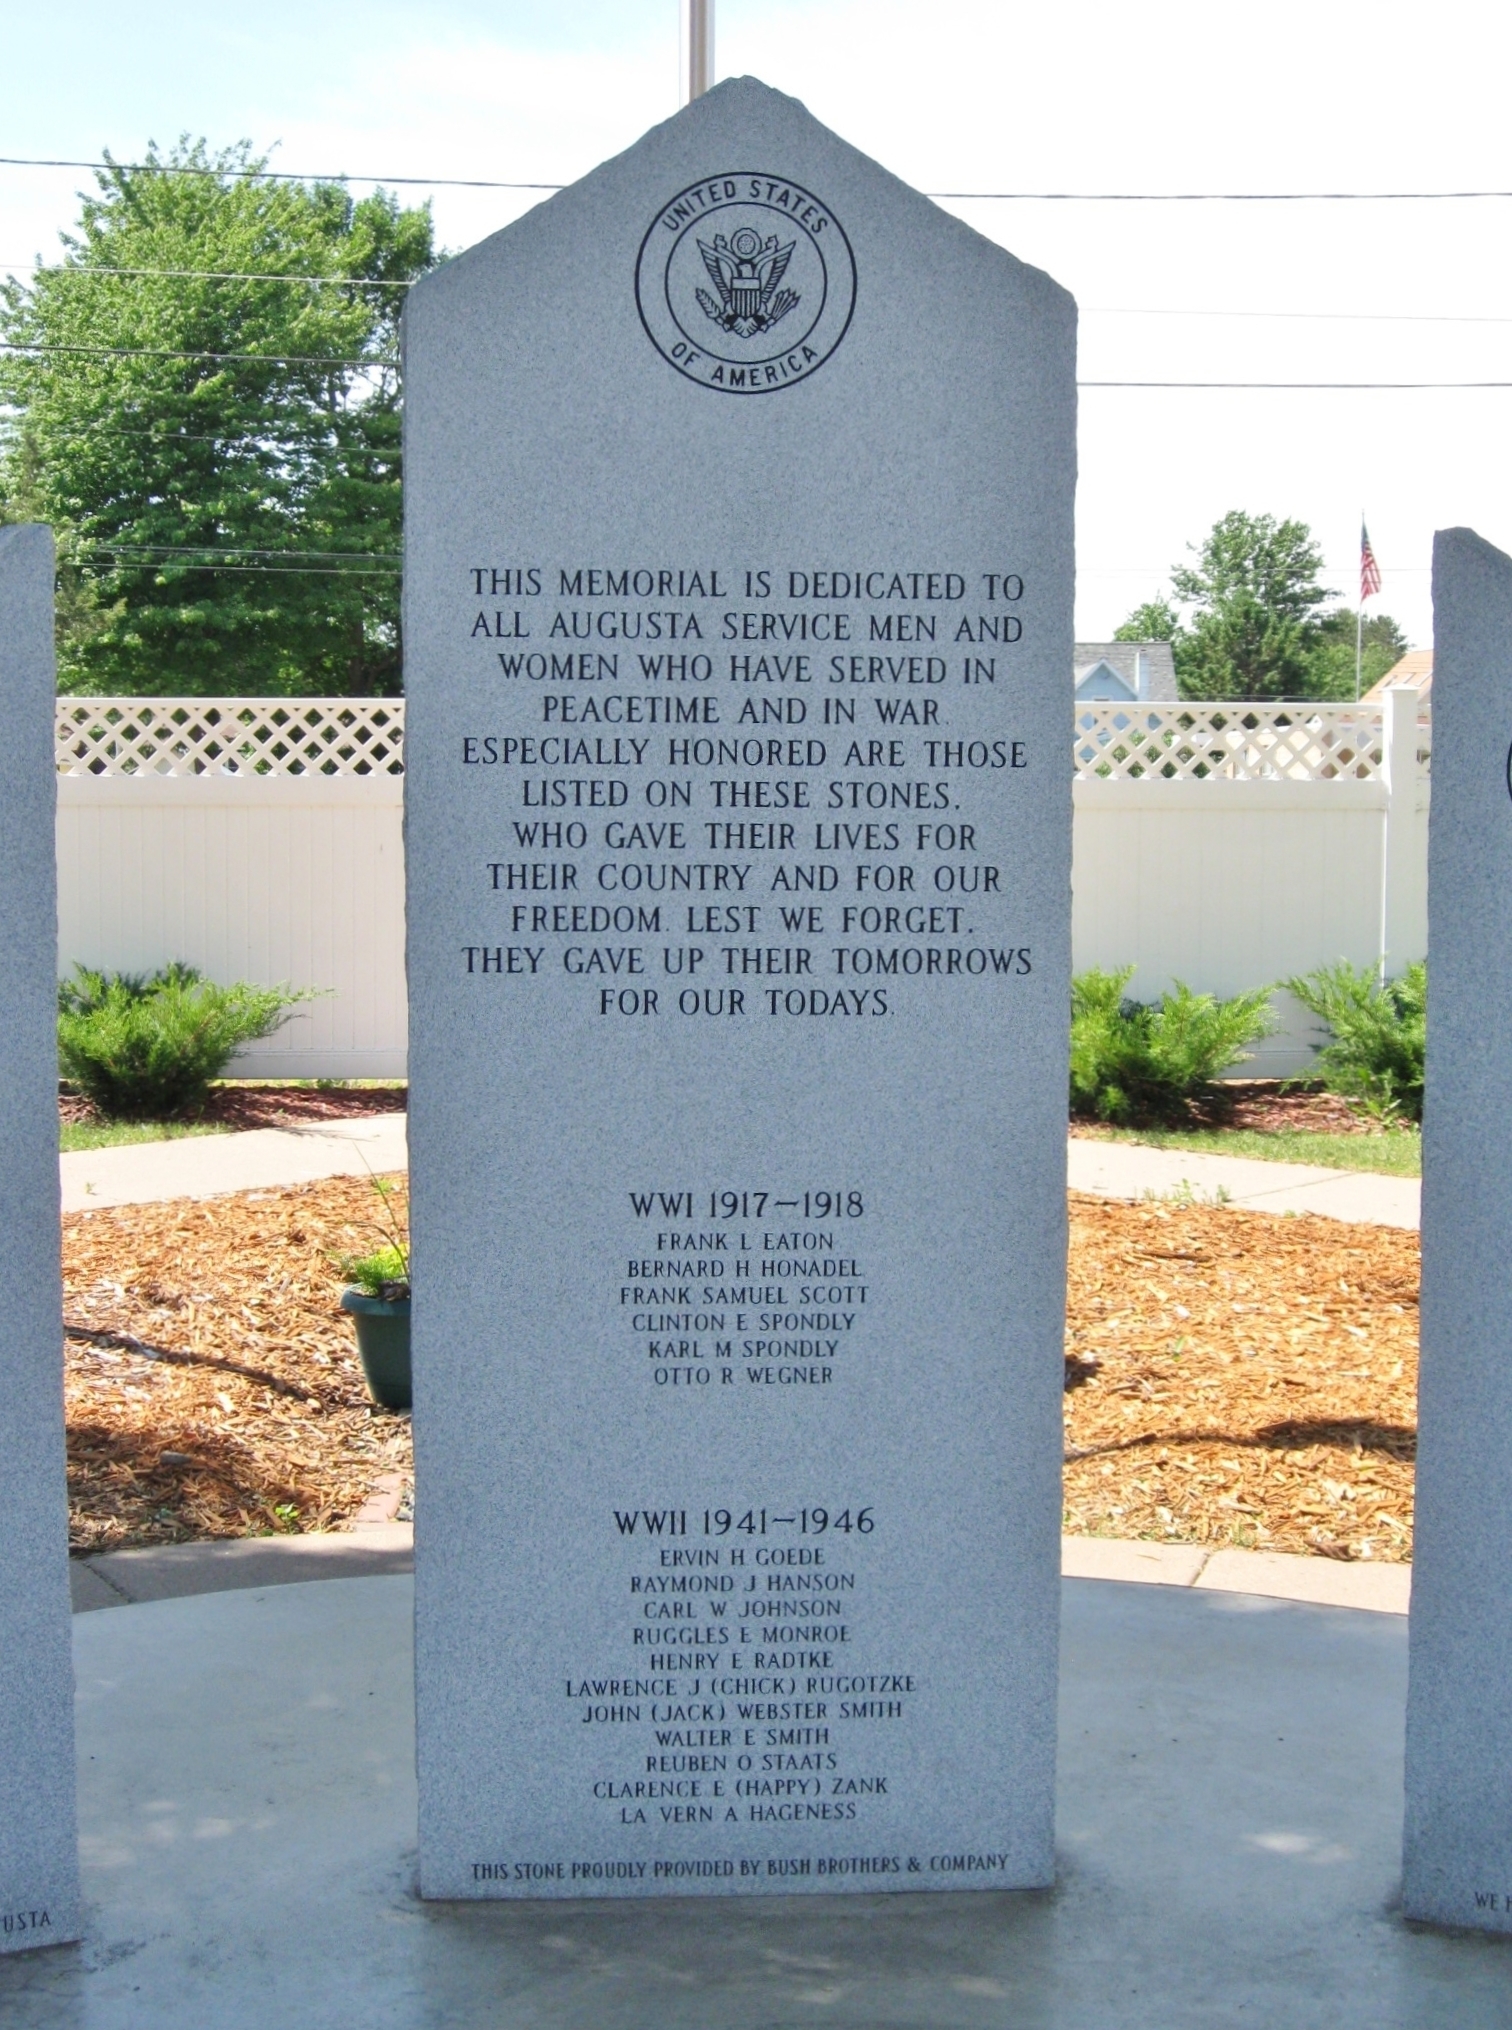 UNITED STATES
OF AMERICA
THIS MEMORIAL IS DEDICATED TO
ALL AUGUSTA SERVICE MEN AND
WOMEN WHO HAVE SERVED IN
PEACETIME AND IN WAR.
ESPECIALLY HONORED ARE THOSE
LISTED ON THESE STONES.
WHO GAVE THEIR LIVES FOR
THEIR COUNTRY AND FOR OUR
FREEDOM. LEST WE FORGET.
THEY GAVE UP THEIR TOMORROWS
FOR OUR TODAYS.
WWI 1917-1918
FRANK L EATON
BERNARD H HONADEL
FRANK SAMUEL SCOTT
CLINTON E SPONDLY
KARL M SPONDLY
OTTO R WEGNER
WWII 1941-1946
ERVIN H GOEDE
RAYMOND J HANSON
CARL W JOHNSON
RUGGLES E MONROE
HENRY E RADTKE
LAWRENCE J (CHICK) RUGOTZKE
JOHN (JACK) WEBSTER SMITH
WALTER E SMITH
REUBEN O STAATS
CLARENCE E (HAPPY) ZANK
LA VERN A HAGENESS
THIS STONE PROUDLY PROVIDED BY BUSH BROTHERS & COMPANY
USTA
WE